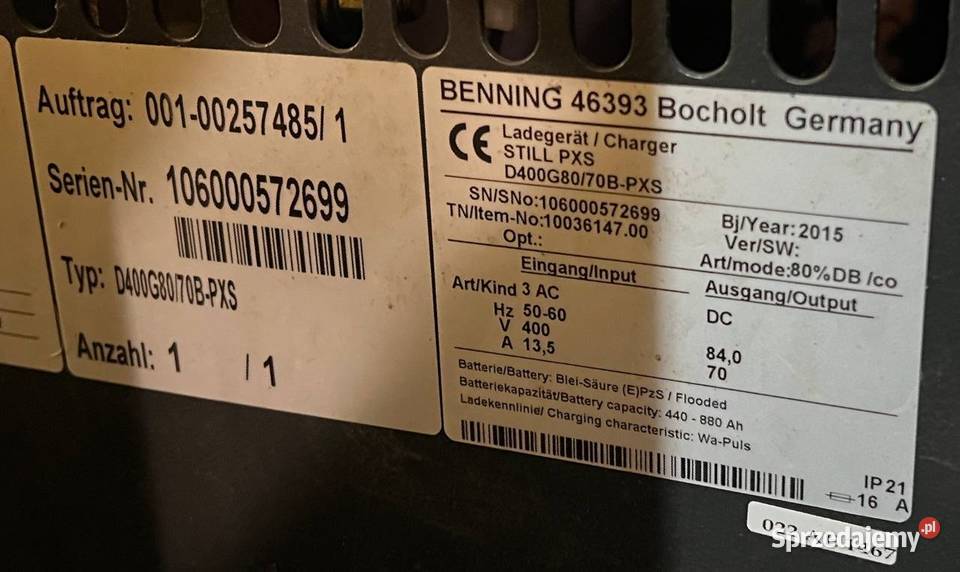 Auftrag: 001-00257485/ 1
Serien-Nr. 106000572699
Typ: D400G80/70B-PXS
Anzahl: 1 / 1
BENNING 46393 Bocholt Germany
CE Ladegerät / Charger
STILL PXS
D400G80/70B-PXS
SN/SNo:106000572699 Bj/Year: 2015
TN/Item-No:10036147.00 Ver/SW:
Opt.: Art/mode:80%DB /co
Eingang/Input Ausgang/Output
Art/Kind 3 AC DC
Hz 50-60
V 400 84,0
A 13,5 70
Batterie/Battery: Blei-Säure (E)PzS / Flooded
Batteriekapazität/Battery capacity: 440 - 880 Ah
Ladekennlinie/ Charging characteristic: Wa-Puls
IP 21
16 A
Sprzedajemy .pl